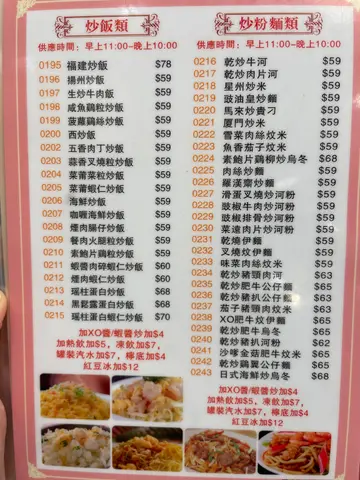 炒飯類
供應時間：早上11:00-晚上10:00
0195 福建炒飯 $78
0196 揚州炒飯 $59
0197 生炒牛肉飯 $59
0198 咸魚鷄粒炒飯 $59
0199 菠蘿鷄絲炒飯 $59
0200 西炒飯 $59
0202 五香肉丁炒飯 $59
0203 蒜香叉燒粒炒飯 $59
0204 菜莆菜粒炒飯 $59
0205 菜莆蝦仁炒飯 $59
0206 海鮮炒飯 $59
0207 咖喱海鮮炒飯 $59
0208 煙肉腸仔炒飯 $59
0209 餐肉火腿粒炒飯 $59
0210 素鮑片鷄粒炒飯 $59
0211 蝦醬肉碎蝦仁炒飯 $60
0212 煙肉蝦仁炒飯 $60
0213 瑤柱蛋白炒飯 $68
0214 黑鬆露蛋白炒飯 $68
0215 瑤柱蛋白蝦仁炒飯 $70
加XO醬/蝦醬炒加$4
加熱飲加$5，凍飲加$7，
罐裝汽水加$7，檸底加$4
紅豆冰加$12
炒粉麵類
供應時間：早上11:00-晚上10:00
0216 乾炒牛河 $59
0217 乾炒肉片河 $59
0218 星州炒米 $59
0219 豉油皇炒麵 $59
0220 馬來炒貴刁 $59
0221 廈門炒米 $59
0222 雪菜肉絲炆米 $59
0223 魚香茄子炆米 $59
0224 素鮑片鷄柳炒烏冬 $68
0225 肉絲炒麵 $59
0226 羅漢齋炒麵 $59
0227 滑蛋叉燒炒河粉 $59
0228 豉椒牛肉炒河粉 $59
0229 豉椒排骨炒河粉 $59
0230 菜遠肉片炒河粉 $59
0231 乾燒伊麵 $59
0232 叉燒炆伊麵 $59
0233 味菜肉絲炆米 $59
0234 乾炒豬頸肉河 $63
0235 乾炒肥牛公仔麵 $63
0236 乾炒豬扒公仔麵 $63
0237 茄子豬頸肉炆米 $63
0238 XO肥牛炆伊麵 $65
0239 乾炒肥牛烏冬 $65
0240 乾炒豬扒河粉 $62
0241 沙嗲金菇肥牛炆米 $65
0242 乾炒鷄翼公仔麵 $65
0243 日式海鮮炒烏冬 $68
加XO醬/蝦醬炒加$4
加熱飲加$5，凍飲加$7，
罐裝汽水加$7，檸底加$4
紅豆冰加$12